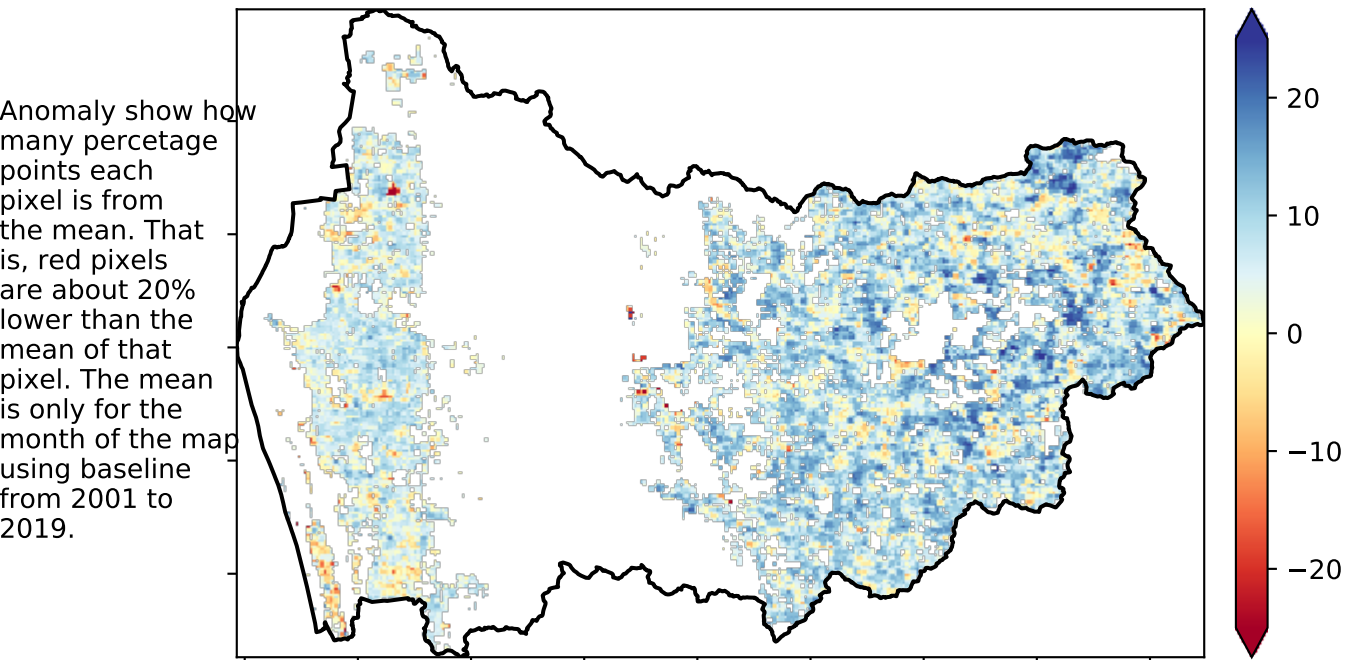 Anomaly show how
many percetage
points each
pixel is from
the mean. That
is, red pixels
are about 20%
lower than the
mean of that
pixel. The mean
is only for the
month of the map
using baseline
from 2001 to
2019.
20
10
0
−10
−20